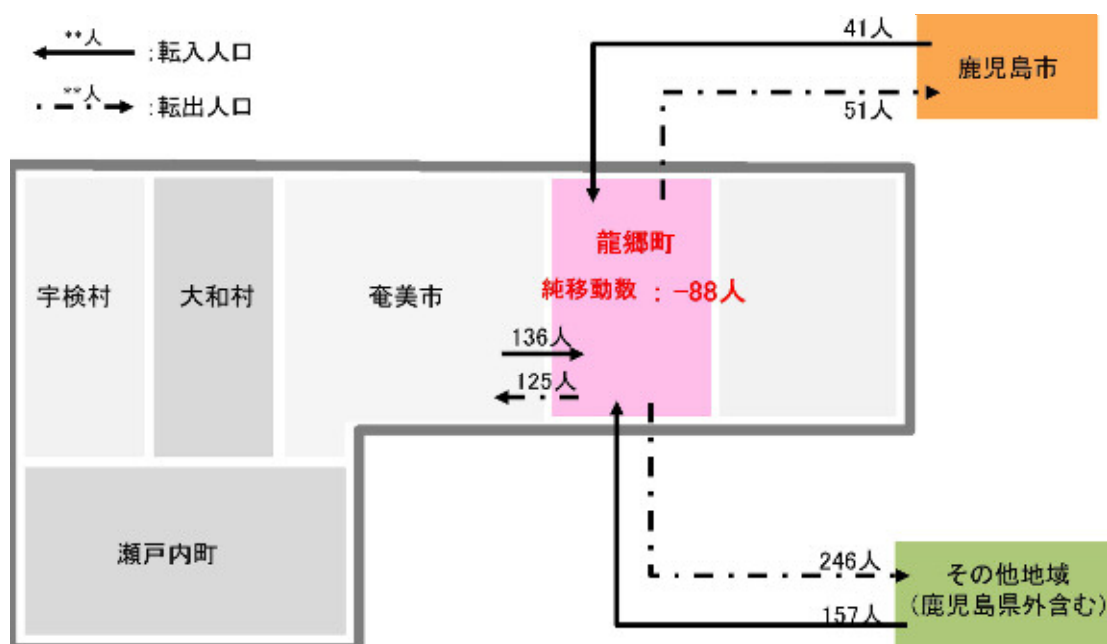 **人
:転入人口
**人
:転出人口
41人
鹿児島市
51人
龍郷町
純移動数 : -88人
宇検村
大和村
奄美市
136人
125人
瀬戸内町
246人
その他地域
(鹿児島県外含む)
157人